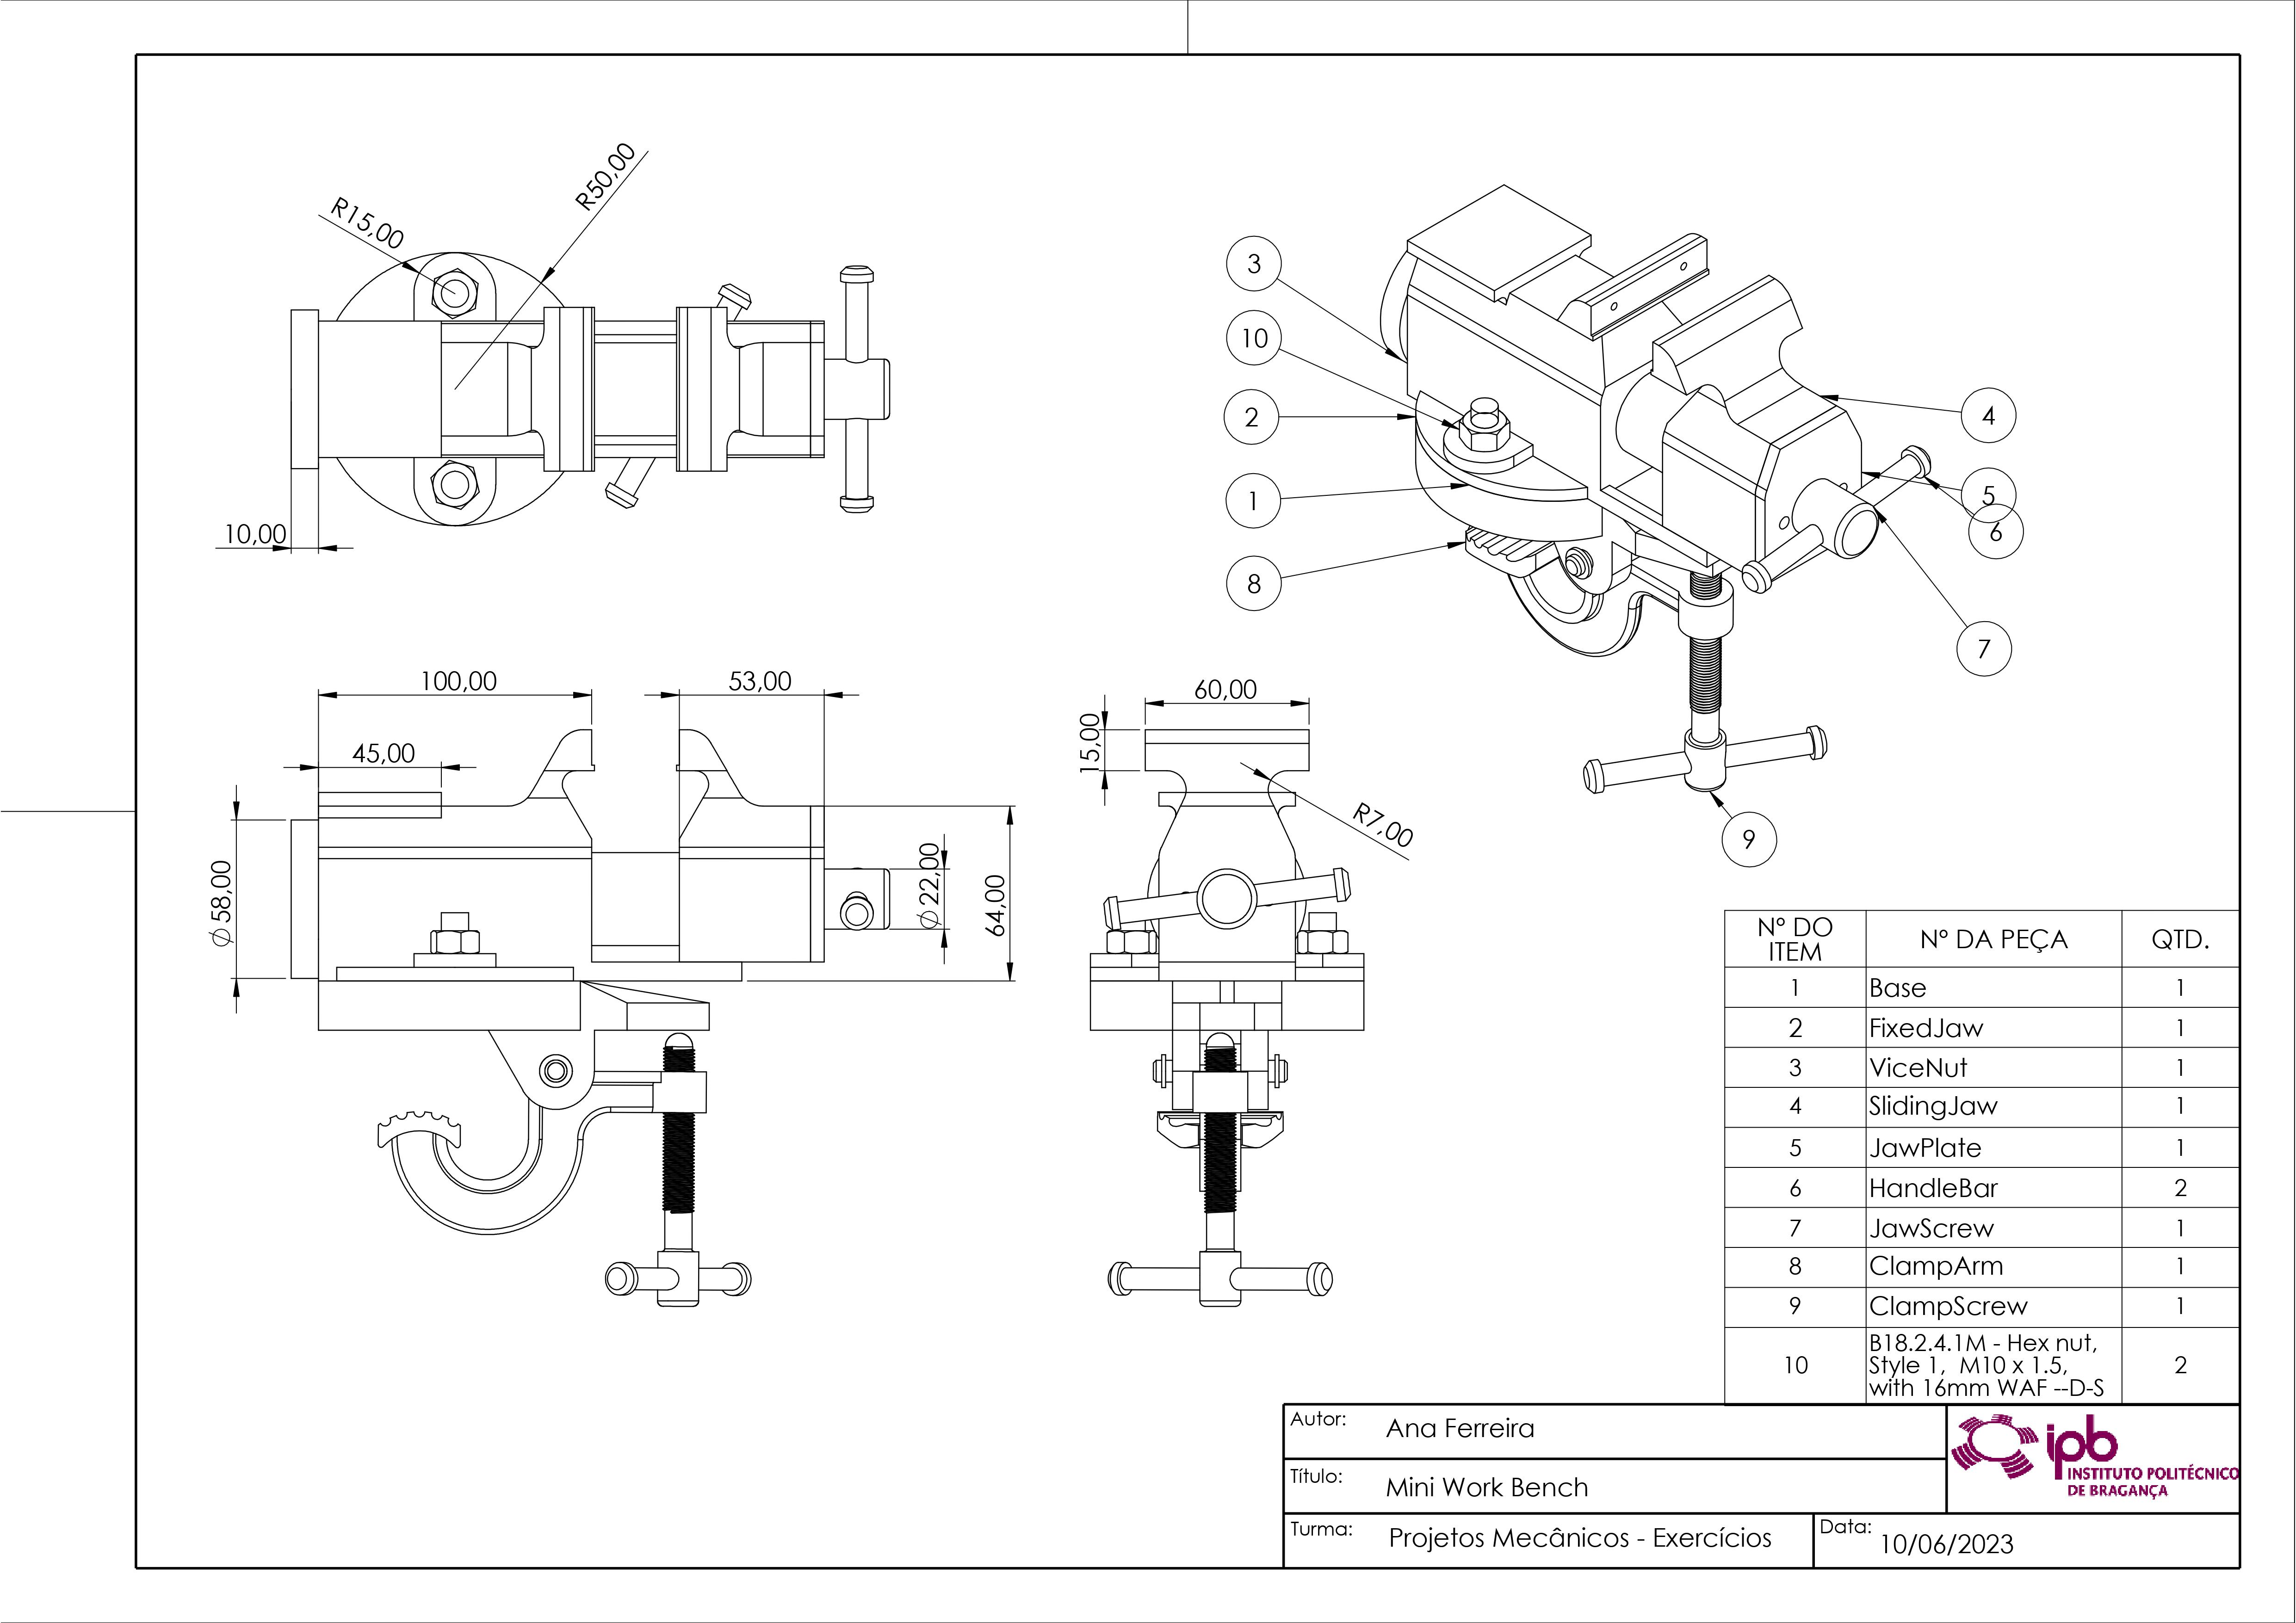 R15,00
R50,00
10,00
3
10
2
1
8
4
5
6
7
9
100,00
53,00
45,00
⌀58,00
⌀22,00
64,00
60,00
15,00
R7,00
Nº DO ITEM Nº DA PEÇA QTD.
1 Base 1
2 FixedJaw 1
3 ViceNut 1
4 SlidingJaw 1
5 JawPlate 1
6 HandleBar 2
7 JawScrew 1
8 ClampArm 1
9 ClampScrew 1
10 B18.2.4.1M - Hex nut, Style 1, M10 x 1.5, with 16mm WAF --D-S 2
Autor: Ana Ferreira
Título: Mini Work Bench
Turma: Projetos Mecânicos - Exercícios
Data: 10/06/2023
ipb
INSTITUTO POLITÉCNICO
DE BRAGANÇA